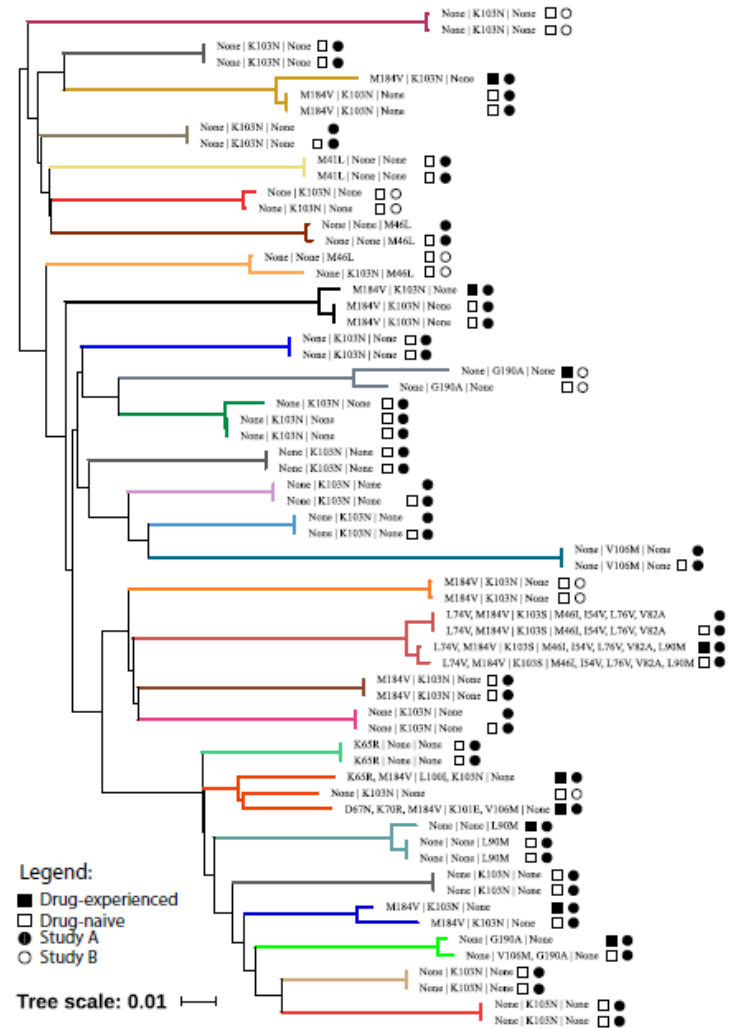 None | K103N | None
None | K103N | None
None | K103N | None
None | K103N | None
M184V | K103N | None
M184V | K103N | None
M184V | K103N | None
None | K103N | None
None | K103N | None
M41L | None | None
M41L | None | None
None | K103N | None
None | K103N | None
None | None | M46L
None | None | M46L
None | None | M46L
None | K103N | M46L
M184V | K103N | None
M184V | K103N | None
M184V | K103N | None
None | K103N | None
None | K103N | None
None | G190A | None
None | G190A | None
None | K103N | None
None | K103N | None
None | K103N | None
None | K103N | None
None | K103N | None
None | K103N | None
None | K103N | None
None | K103N | None
None | K103N | None
None | V106M | None
None | V106M | None
M184V | K103N | None
M184V | K103N | None
L74V, M184V | K103S | M46I, I54V, L76V, V82A
L74V, M184V | K103S | M46I, I54V, L76V, V82A
L74V, M184V | K103S | M46I, I54V, L76V, V82A, L90M
L74V, M184V | K103S | M46I, I54V, L76V, V82A, L90M
M184V | K103N | None
M184V | K103N | None
None | K103N | None
None | K103N | None
K65R | None | None
K65R | None | None
K65R, M184V | L100I, K103N | None
None | K103N | None
D67N, K70R, M184V | K101E, V106M | None
None | None | L90M
None | None | L90M
None | None | L90M
None | K103N | None
None | K103N | None
M184V | K103N | None
M184V | K103N | None
None | G190A | None
None | V106M, G190A | None
None | K103N | None
None | K103N | None
None | K103N | None
None | K103N | None
Legend:
Drug-experienced
Drug-naive
Study A
Study B
Tree scale: 0.01